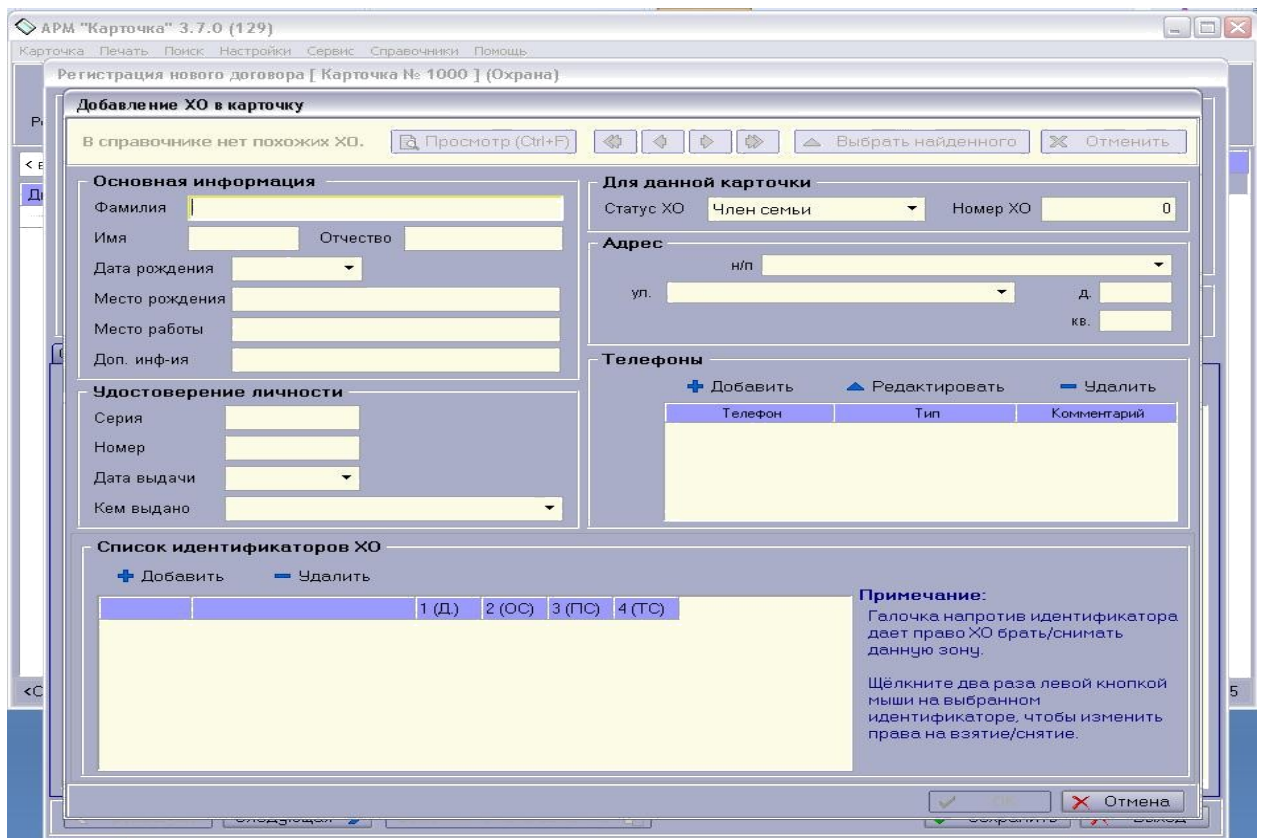 АРМ "Карточка" 3.7.0 (129)
Карточка Печать Поиск Настройки Сервис Справочники Помощь
Регистрация нового договора [ Карточка № 1000 ] (Охрана)
Добавление ХО в карточку
В справочнике нет похожих ХО. Просмотр (Ctrl+F) Выбрать найденного Отменить
Основная информация
Фамилия
Имя Отчество
Дата рождения
Место рождения
Место работы
Доп. инф-ия
Удостоверение личности
Серия
Номер
Дата выдачи
Кем выдано
Для данной карточки
Статус ХО Член семьи Номер ХО 0
Адрес
н/п
ул. д.
кв.
Телефоны
Добавить Редактировать Удалить
Телефон Тип Комментарий
Список идентификаторов ХО
Добавить Удалить
1 (Д.) 2 (ОС) 3 (ПС) 4 (ТС)
Примечание:
Галочка напротив идентификатора
дает право ХО брать/снимать
данную зону.
Щёлкните два раза левой кнопкой
мыши на выбранном
идентификаторе, чтобы изменить
права на взятие/снятие.
5
OK Отмена
Следующая Сохранить Выход